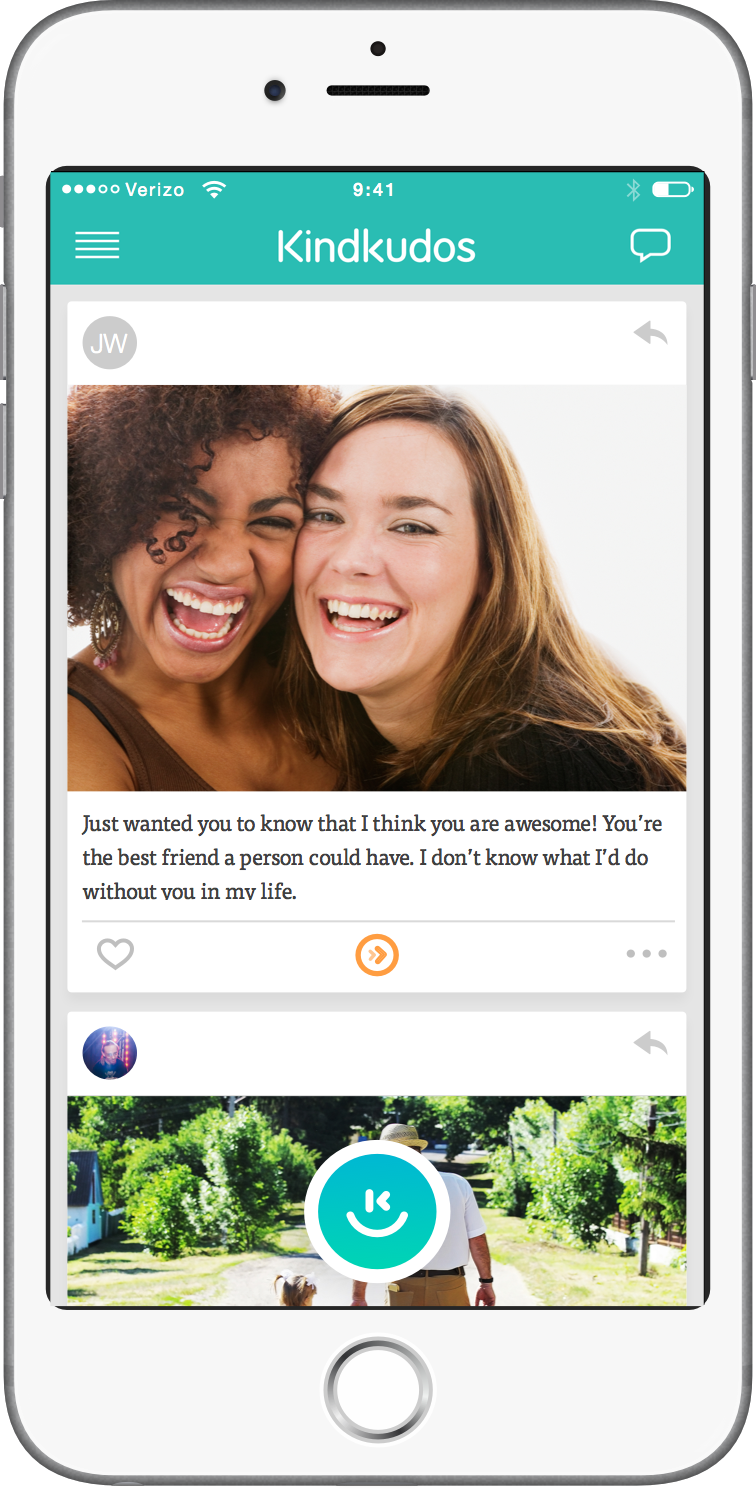 Verizo 9:41
Kindkudos
JW
Just wanted you to know that I think you are awesome! You’re
the best friend a person could have. I don’t know what I’d do
without you in my life.
K